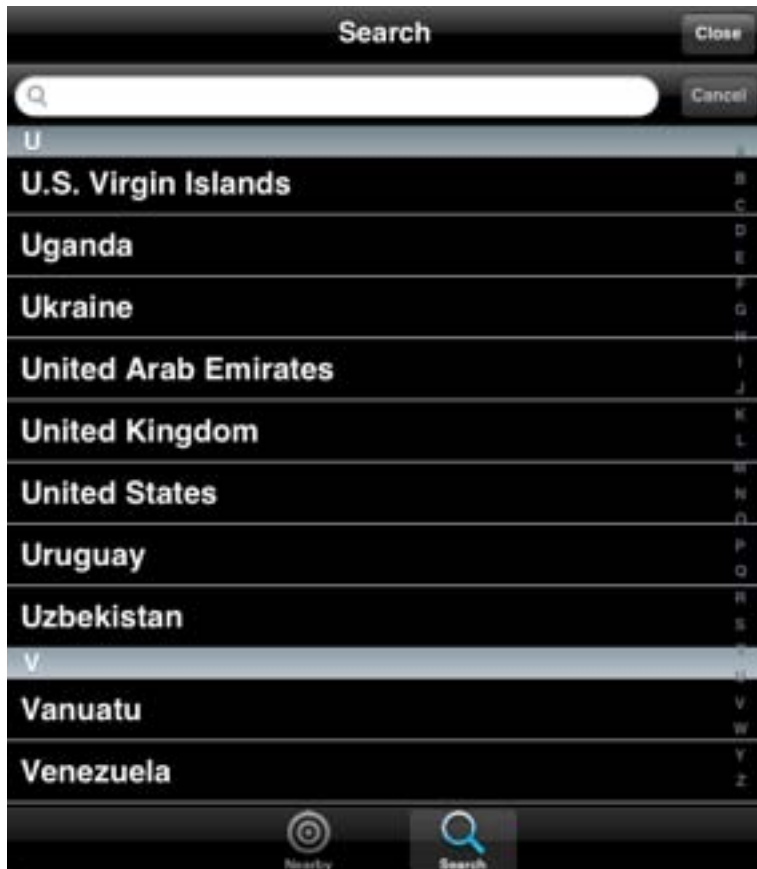 Search
Close
Cancel
U
U.S. Virgin Islands
Uganda
Ukraine
United Arab Emirates
United Kingdom
United States
Uruguay
Uzbekistan
V
Vanuatu
Venezuela
A
B
C
D
E
F
G
H
I
J
K
L
M
N
O
P
Q
R
S
T
U
V
W
Y
Z
Nearby
Search